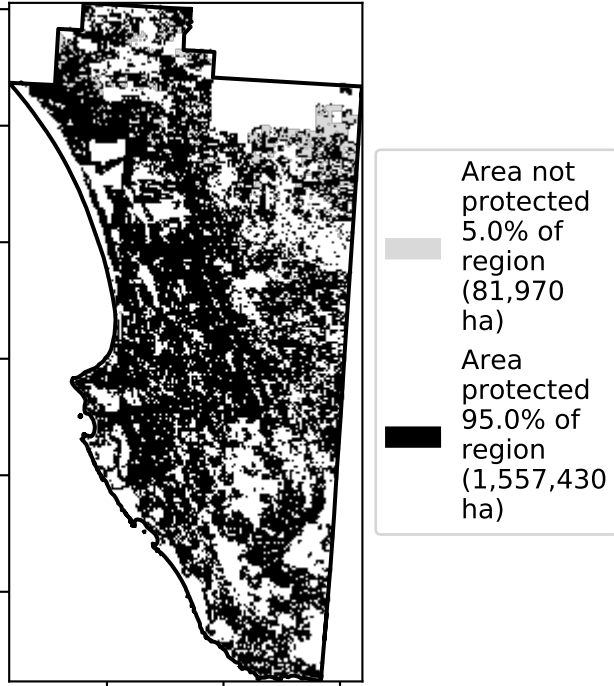 Area not
protected
5.0% of
region
(81,970
ha)
Area
protected
95.0% of
region
(1,557,430
ha)